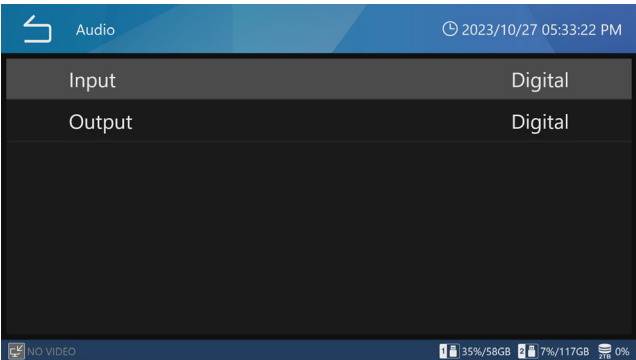 Audio 2023/10/27 05:33:22 PM
Input Digital
Output Digital
NO VIDEO 1 35%/58GB 2 7%/117GB 2TB 0%